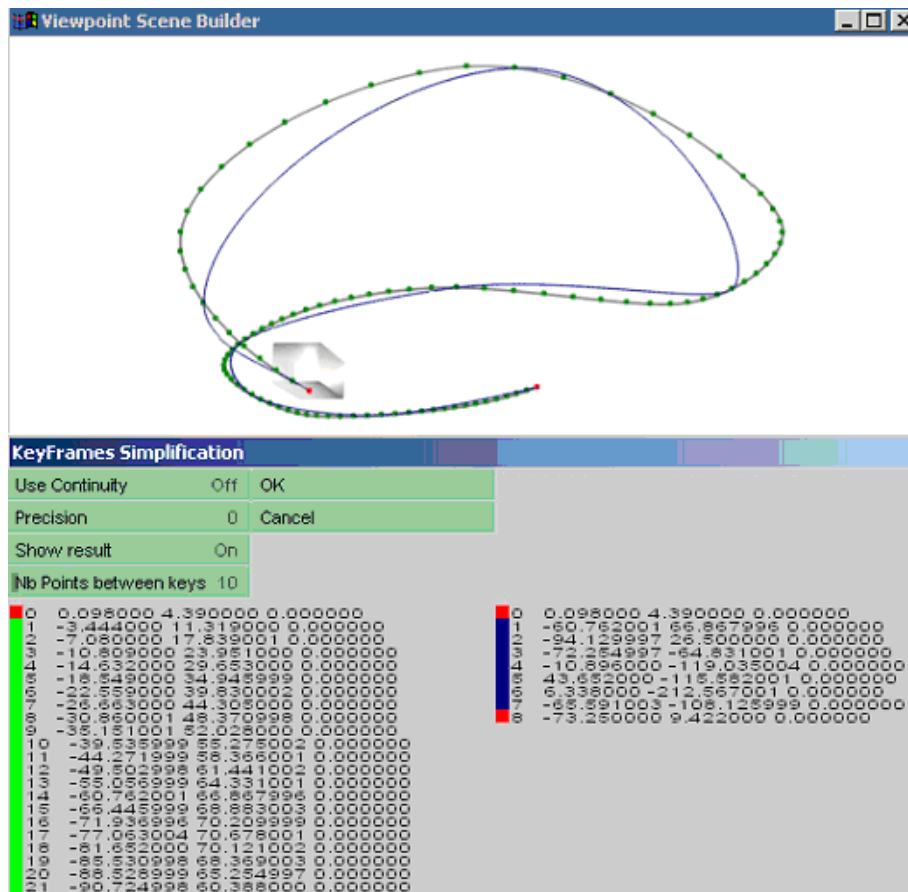 Viewpoint Scene Builder
KeyFrames Simplification
Use Continuity Off OK
Precision 0 Cancel
Show result On
Nb Points between keys 10
0 0.098000 4.390000 0.000000
1 -3.444000 11.319000 0.000000
2 -7.080000 17.839001 0.000000
3 -10.809000 23.951000 0.000000
4 -14.632000 29.653000 0.000000
5 -18.549000 34.945999 0.000000
6 -22.559000 39.830002 0.000000
7 -26.663000 44.305000 0.000000
8 -30.860001 48.370998 0.000000
9 -35.151001 52.028000 0.000000
10 -39.535999 55.275002 0.000000
11 -44.271999 58.366001 0.000000
12 -49.502998 61.441002 0.000000
13 -55.056999 64.331001 0.000000
14 -60.762001 66.867996 0.000000
15 -66.445999 68.883003 0.000000
16 -71.936996 70.209999 0.000000
17 -77.063004 70.678001 0.000000
18 -81.652000 70.121002 0.000000
19 -85.530998 68.369003 0.000000
20 -88.528999 65.254997 0.000000
21 -90.724998 60.388000 0.000000
0 0.098000 4.390000 0.000000
1 -60.762001 66.867996 0.000000
2 -94.129997 26.500000 0.000000
3 -72.254997 -64.831001 0.000000
4 -10.896000 -119.035004 0.000000
5 43.652000 -115.582001 0.000000
6 6.338000 -212.567001 0.000000
7 -65.591003 -108.125999 0.000000
8 -73.250000 9.422000 0.000000